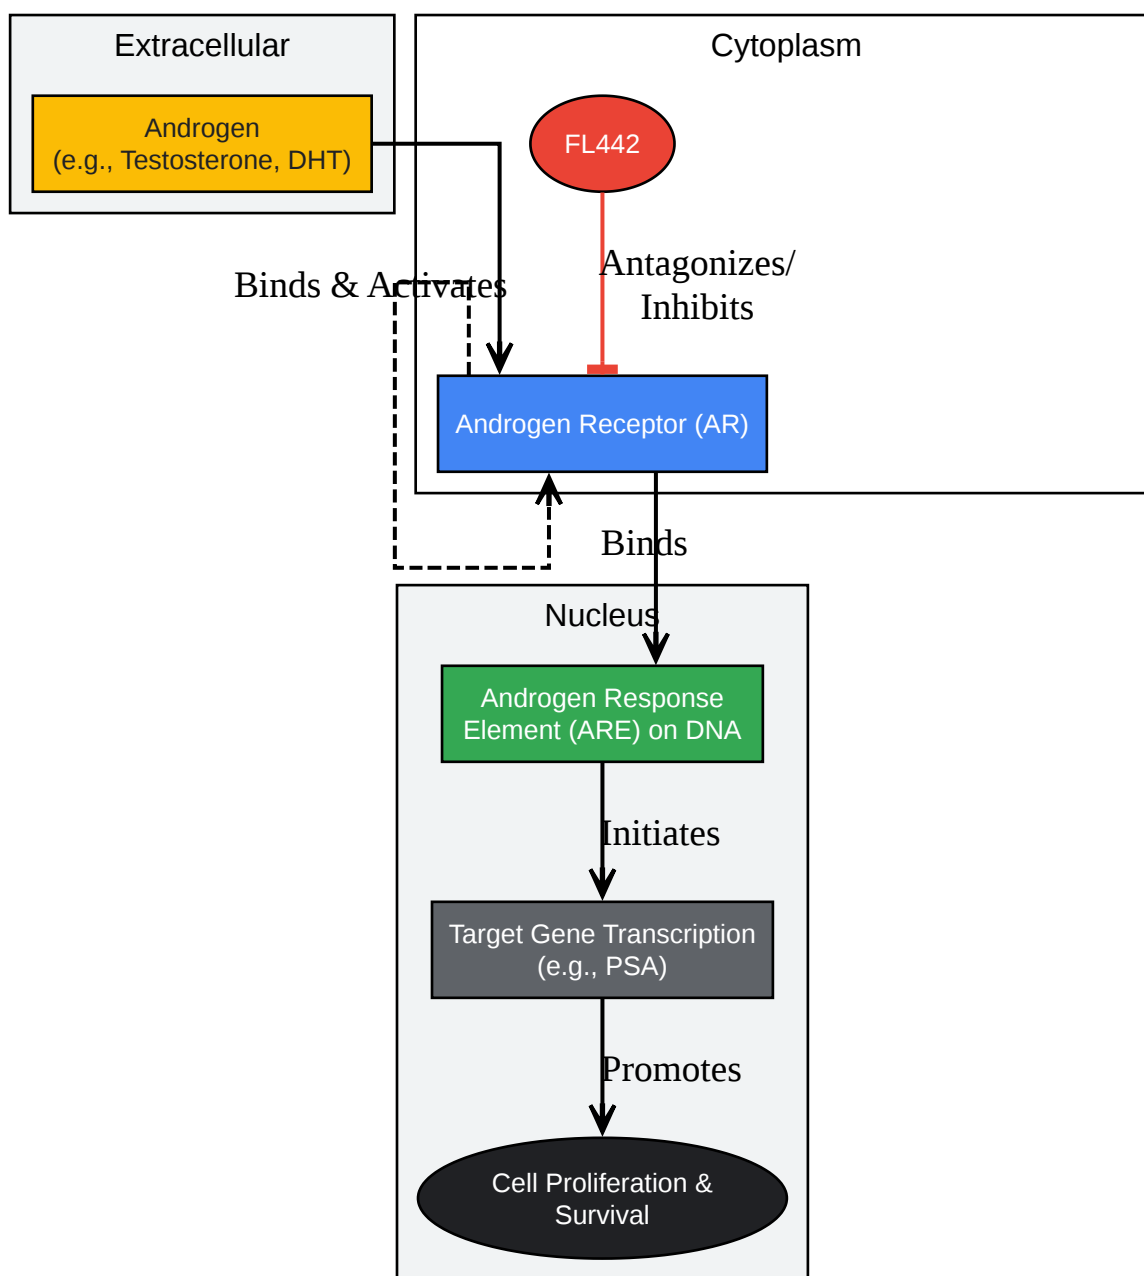 Extracellular
Cytoplasm
Androgen
(e.g., Testosterone, DHT)
FL442
Binds & Activates
Antagonizes/
Inhibits
Androgen Receptor (AR)
Binds
Nucleus
Androgen Response
Element (ARE) on DNA
Initiates
Target Gene Transcription
(e.g., PSA)
Promotes
Cell Proliferation &
Survival